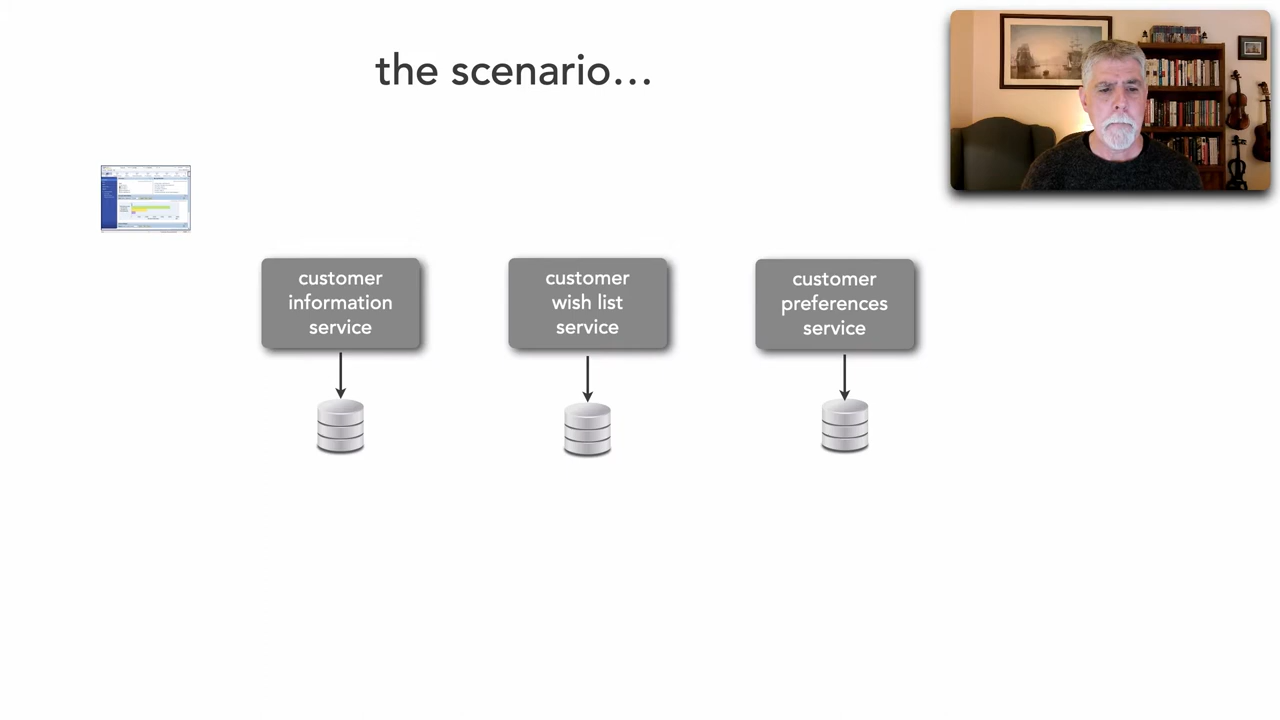 the scenario...
customer
information
service
customer
wish list
service
customer
preferences
service